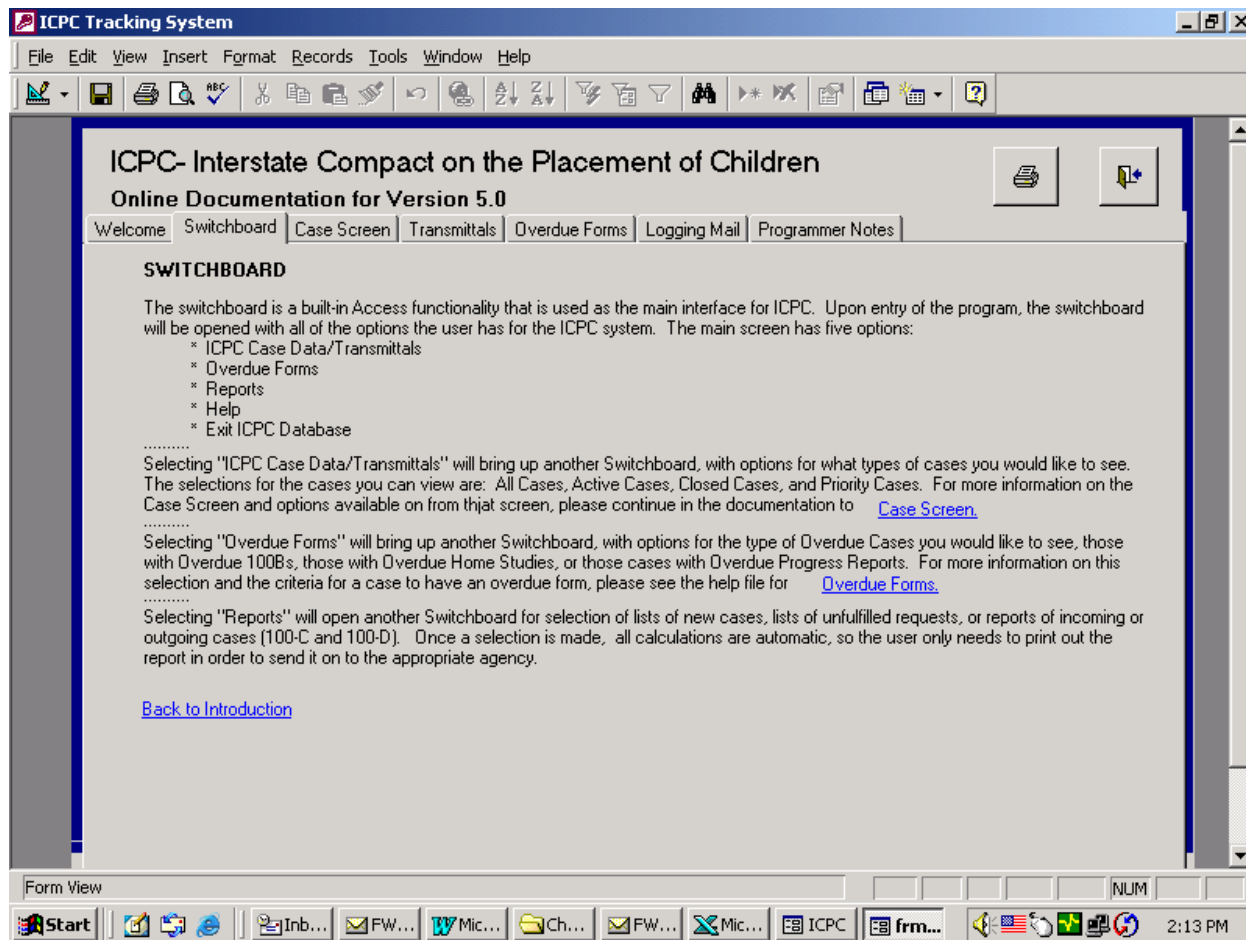 ICPC Tracking System
File Edit View Insert Format Records Tools Window Help
ICPC- Interstate Compact on the Placement of Children
Online Documentation for Version 5.0
Welcome Switchboard Case Screen Transmittals Overdue Forms Logging Mail Programmer Notes
SWITCHBOARD
The switchboard is a built-in Access functionality that is used as the main interface for ICPC. Upon entry of the program, the switchboard
will be opened with all of the options the user has for the ICPC system. The main screen has five options:
* ICPC Case Data/Transmittals
* Overdue Forms
* Reports
* Help
* Exit ICPC Database
..........
Selecting "ICPC Case Data/Transmittals" will bring up another Switchboard, with options for what types of cases you would like to see.
The selections for the cases you can view are: All Cases, Active Cases, Closed Cases, and Priority Cases. For more information on the
Case Screen and options available on from thjat screen, please continue in the documentation to Case Screen.
..........
Selecting "Overdue Forms" will bring up another Switchboard, with options for the type of Overdue Cases you would like to see, those
with Overdue 100Bs, those with Overdue Home Studies, or those cases with Overdue Progress Reports. For more information on this
selection and the criteria for a case to have an overdue form, please see the help file for Overdue Forms.
..........
Selecting "Reports" will open another Switchboard for selection of lists of new cases, lists of unfulfilled requests, or reports of incoming or
outgoing cases (100-C and 100-D). Once a selection is made, all calculations are automatic, so the user only needs to print out the
report in order to send it on to the appropriate agency.
Back to Introduction
Form View NUM
Start Inb... FW... Mic... Ch... FW... Mic... ICPC frm... 2:13 PM